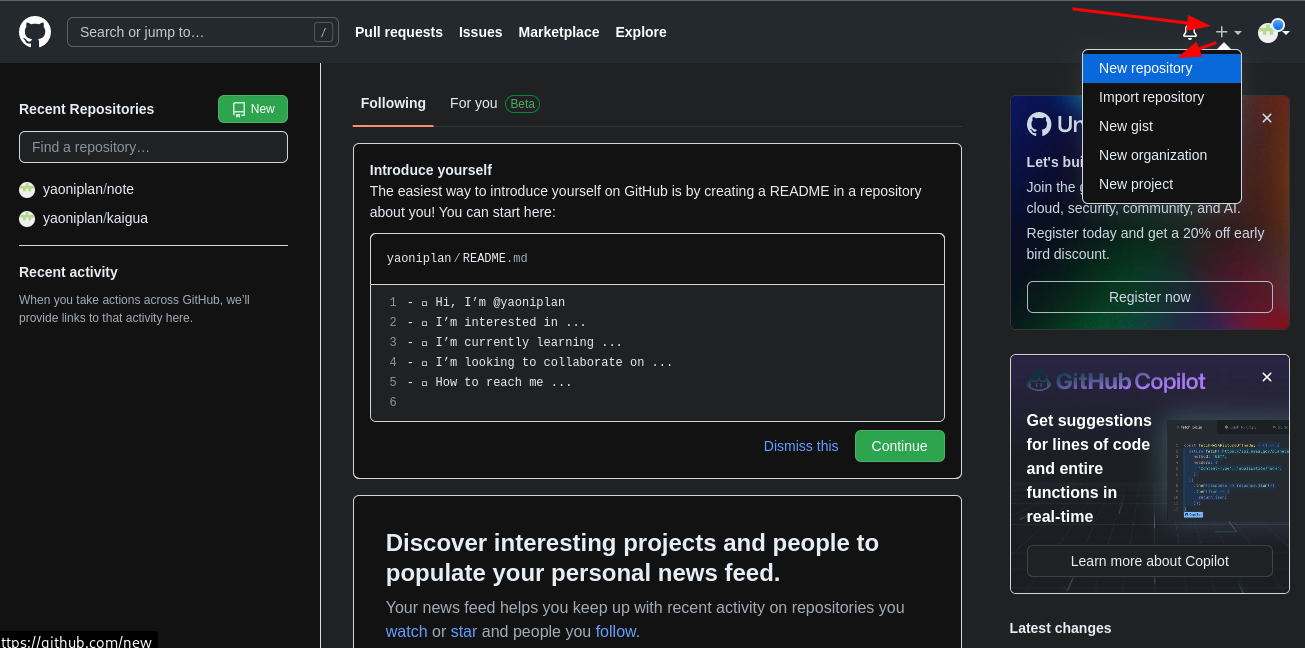 Search or jump to…
/
Pull requests
Issues
Marketplace
Explore
New repository
Import repository
New gist
New organization
New project
Recent Repositories
New
Find a repository…
yaoniplan/note
yaoniplan/kaigua
Recent activity
When you take actions across GitHub, we’ll
provide links to that activity here.
Following
For you
Beta
Introduce yourself
The easiest way to introduce yourself on GitHub is by creating a README in a repository
about you! You can start here:
yaoniplan/README.md
1 - Hi, I’m @yaoniplan
2 - I’m interested in ...
3 - I’m currently learning ...
4 - I’m looking to collaborate on ...
5 - How to reach me ...
6
Dismiss this
Continue
Discover interesting projects and people to
populate your personal news feed.
Your news feed helps you keep up with recent activity on repositories you
watch or star and people you follow.
Un
Let's bui
Join the g
cloud, security, community, and AI.
Register today and get a 20% off early
bird discount.
Register now
GitHub Copilot
Get suggestions
for lines of code
and entire
functions in
real-time
Learn more about Copilot
Latest changes
ttps://github.com/new